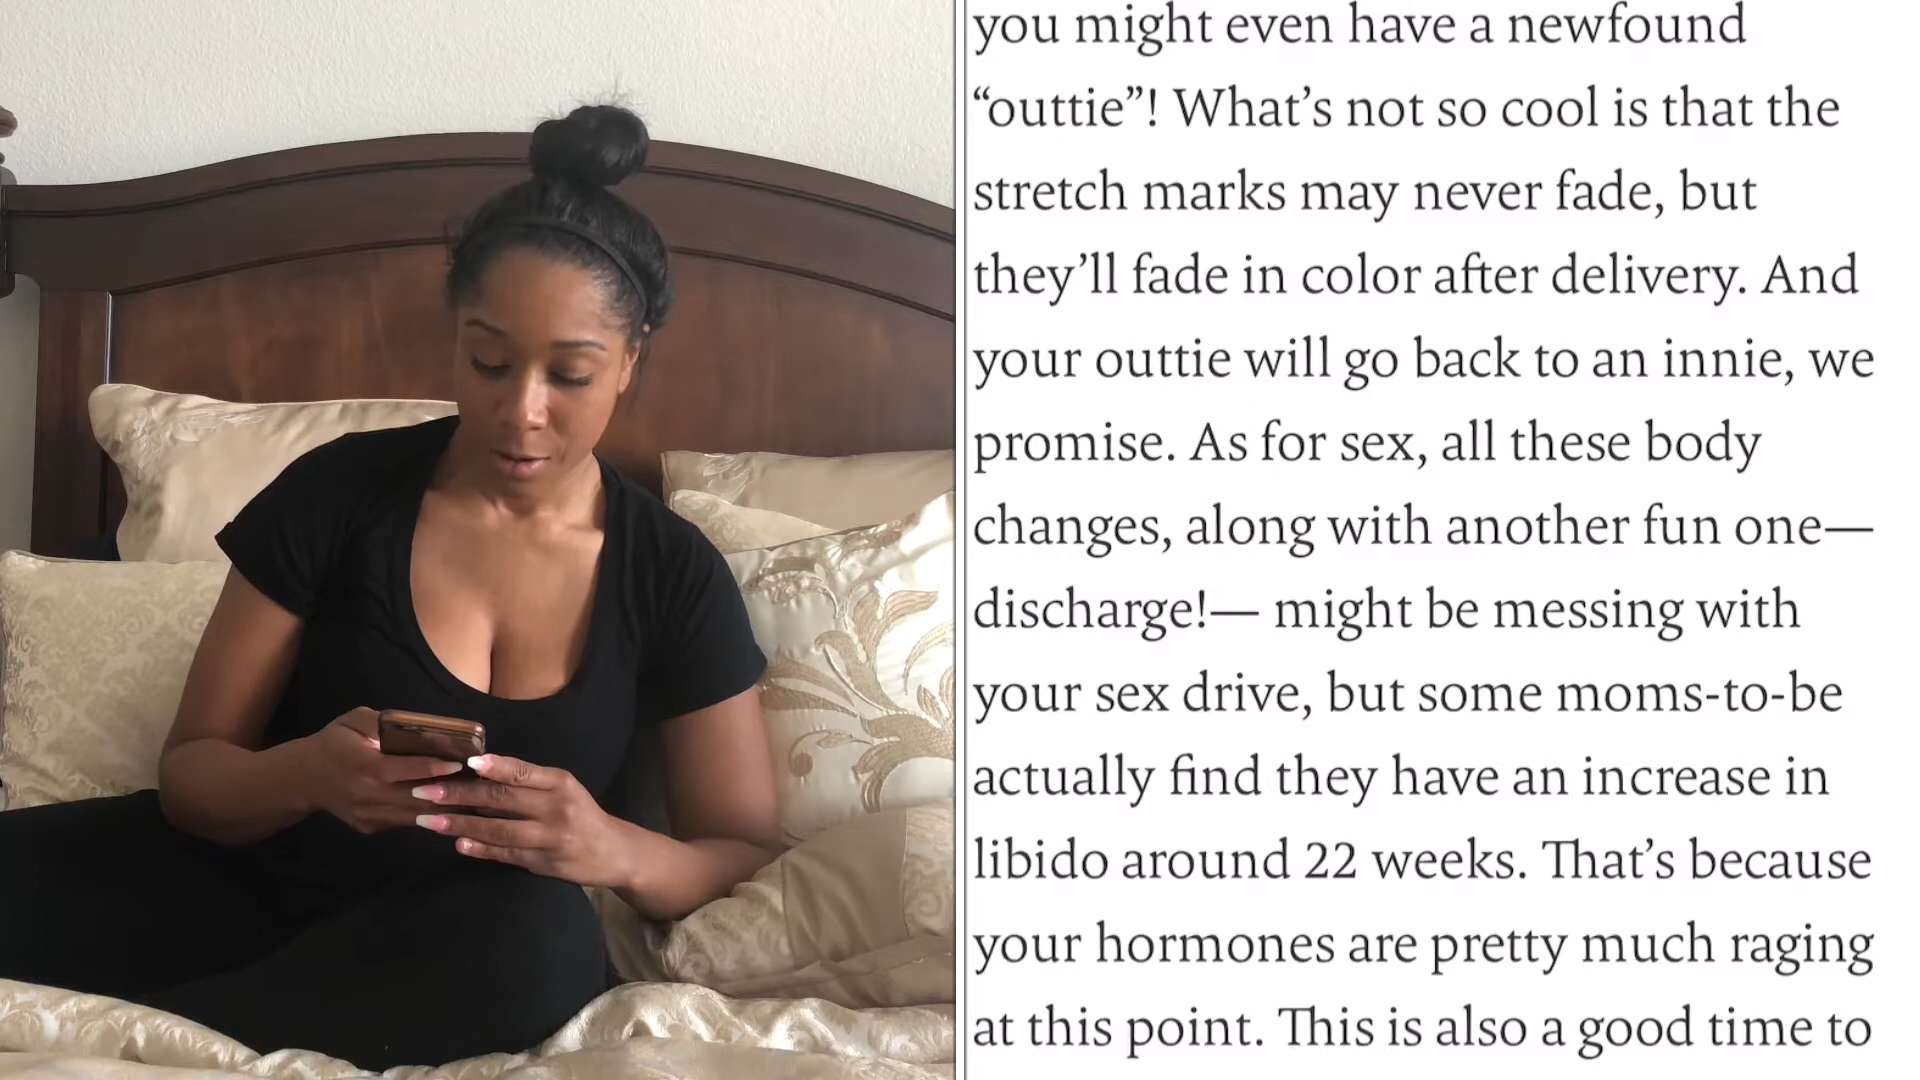 you might even have a newfound
“outtie”! What’s not so cool is that the
stretch marks may never fade, but
they’ll fade in color after delivery. And
your outtie will go back to an innie, we
promise. As for sex, all these body
changes, along with another fun one—
discharge!— might be messing with
your sex drive, but some moms-to-be
actually find they have an increase in
libido around 22 weeks. That’s because
your hormones are pretty much raging
at this point. This is also a good time to